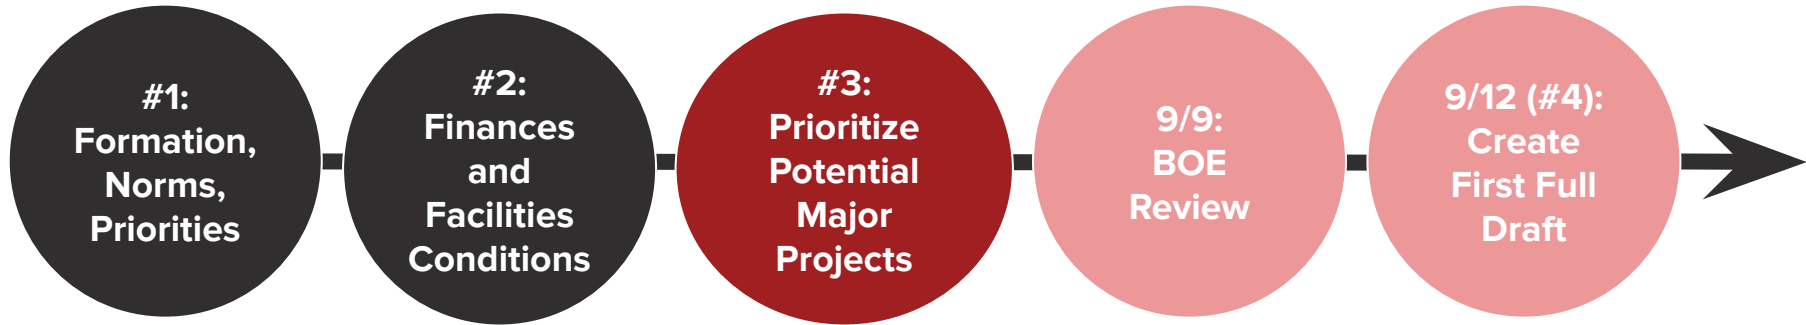 #1:
Formation,
Norms,
Priorities
#2:
Finances
and
Facilities
Conditions
#3:
Prioritize
Potential
Major
Projects
9/9:
BOE
Review
9/12 (#4):
Create
First Full
Draft